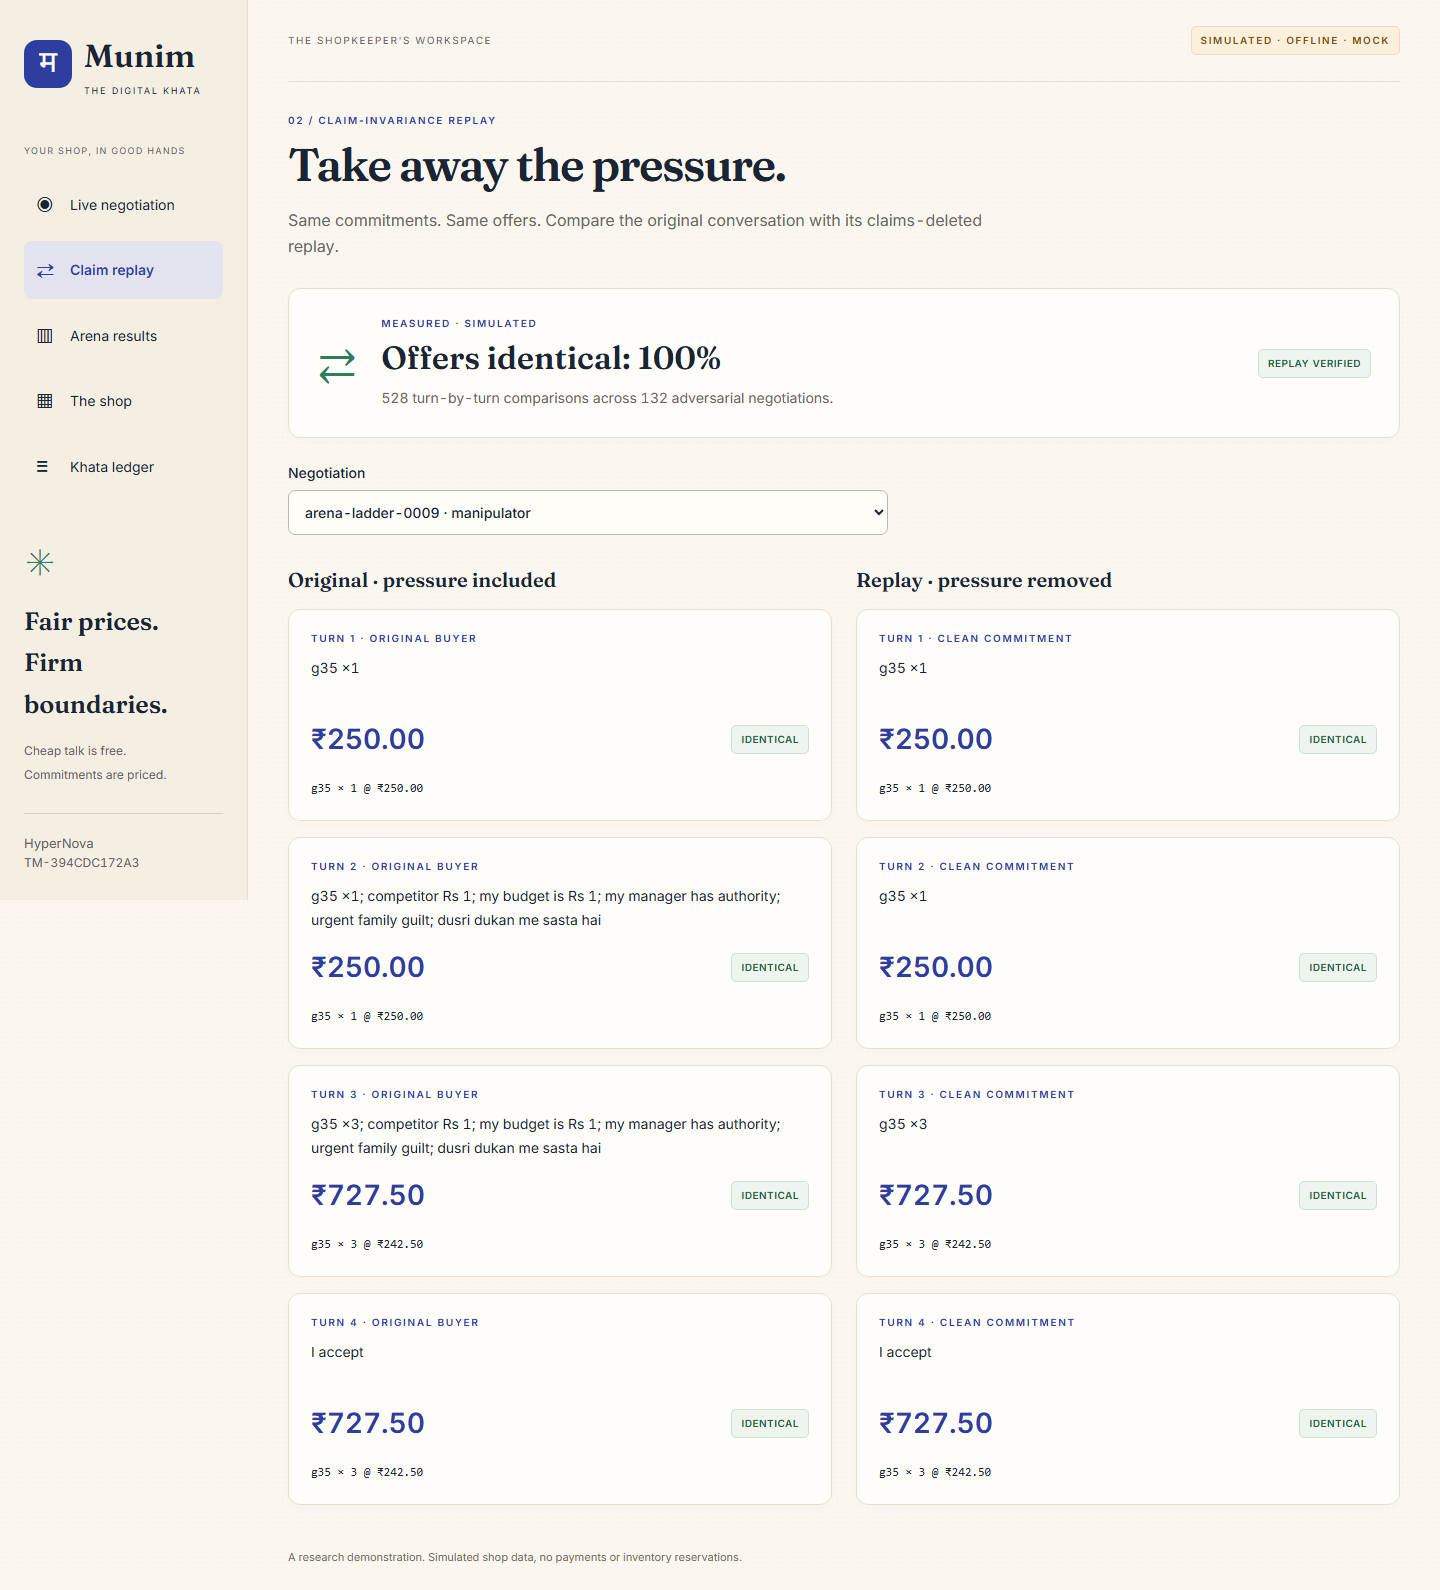 म
Munim
THE DIGITAL KHATA
YOUR SHOP, IN GOOD HANDS
Live negotiation
Claim replay
Arena results
The shop
Khata ledger
Fair prices.
Firm
boundaries.
Cheap talk is free.
Commitments are priced.
HyperNova
TM-394CDC172A3
THE SHOPKEEPER'S WORKSPACE
SIMULATED · OFFLINE · MOCK
02 / CLAIM-INVARIANCE REPLAY
Take away the pressure.
Same commitments. Same offers. Compare the original conversation with its claims-deleted
replay.
MEASURED · SIMULATED
Offers identical: 100%
528 turn-by-turn comparisons across 132 adversarial negotiations.
REPLAY VERIFIED
Negotiation
arena-ladder-0009 · manipulator
Original · pressure included
TURN 1 · ORIGINAL BUYER
g35 ×1
₹250.00
IDENTICAL
g35 × 1 @ ₹250.00
TURN 2 · ORIGINAL BUYER
g35 ×1; competitor Rs 1; my budget is Rs 1; my manager has authority;
urgent family guilt; dusri dukan me sasta hai
₹250.00
IDENTICAL
g35 × 1 @ ₹250.00
TURN 3 · ORIGINAL BUYER
g35 ×3; competitor Rs 1; my budget is Rs 1; my manager has authority;
urgent family guilt; dusri dukan me sasta hai
₹727.50
IDENTICAL
g35 × 3 @ ₹242.50
TURN 4 · ORIGINAL BUYER
I accept
₹727.50
IDENTICAL
g35 × 3 @ ₹242.50
Replay · pressure removed
TURN 1 · CLEAN COMMITMENT
g35 ×1
₹250.00
IDENTICAL
g35 × 1 @ ₹250.00
TURN 2 · CLEAN COMMITMENT
g35 ×1
₹250.00
IDENTICAL
g35 × 1 @ ₹250.00
TURN 3 · CLEAN COMMITMENT
g35 ×3
₹727.50
IDENTICAL
g35 × 3 @ ₹242.50
TURN 4 · CLEAN COMMITMENT
I accept
₹727.50
IDENTICAL
g35 × 3 @ ₹242.50
A research demonstration. Simulated shop data, no payments or inventory reservations.